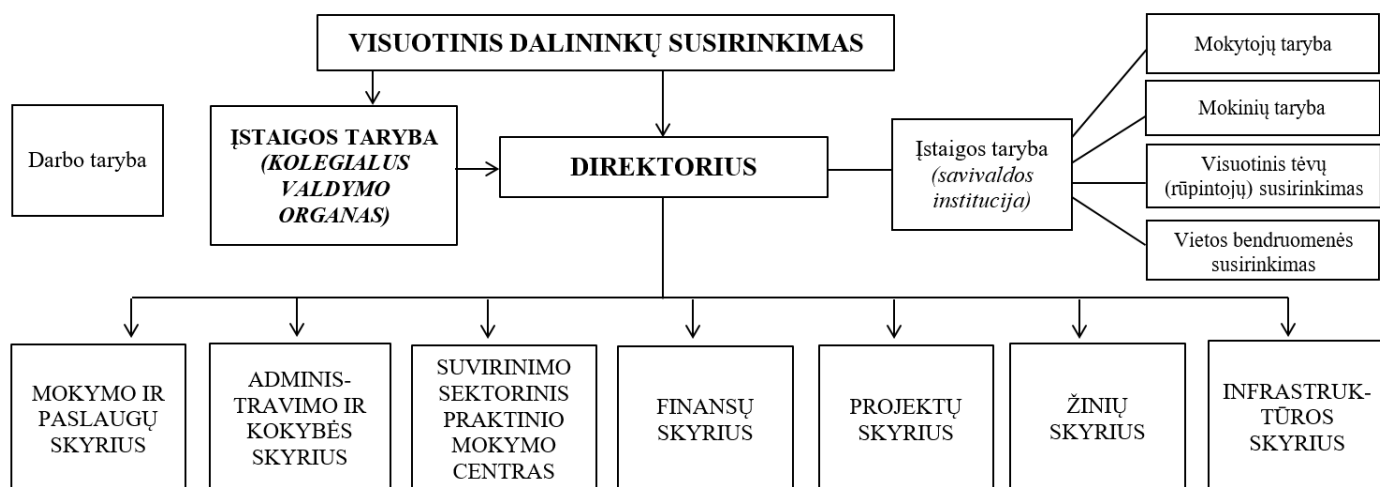 VISUOTINIS DALININKŲ SUSIRINKIMAS
Darbo taryba
ĮSTAIGOS TARYBA
(KOLEGIALUS
VALDYMO
ORGANAS)
DIREKTORIUS
Įstaigos taryba
(savivaldos
institucija)
Mokytojų taryba
Mokinių taryba
Visuotinis tėvų
(rūpintojų) susirinkimas
Vietos bendruomenės
susirinkimas
MOKYMO IR
PASLAUGŲ
SKYRIUS
ADMINIS-
TRAVIMO IR
KOKYBĖS
SKYRIUS
SUVIRINIMO
SEKTORINIS
PRAKTINIO
MOKYMO
CENTRAS
FINANSŲ
SKYRIUS
PROJEKTŲ
SKYRIUS
ŽINIŲ
SKYRIUS
INFRASTRUK-
TŪROS
SKYRIUS